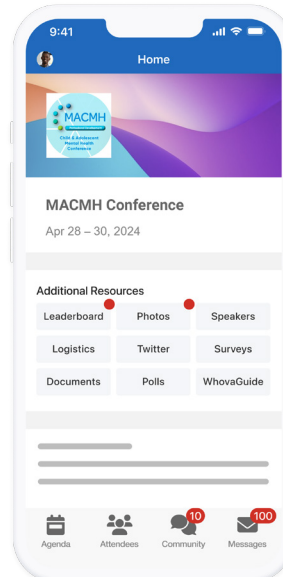 9:41
Home
MACMH
Child & Adolescent
Mental Health
Conference
MACMH Conference
Apr 28 – 30, 2024
Additional Resources
Leaderboard Photos Speakers
Logistics Twitter Surveys
Documents Polls WhovaGuide
10 100
Agenda Attendees Community Messages